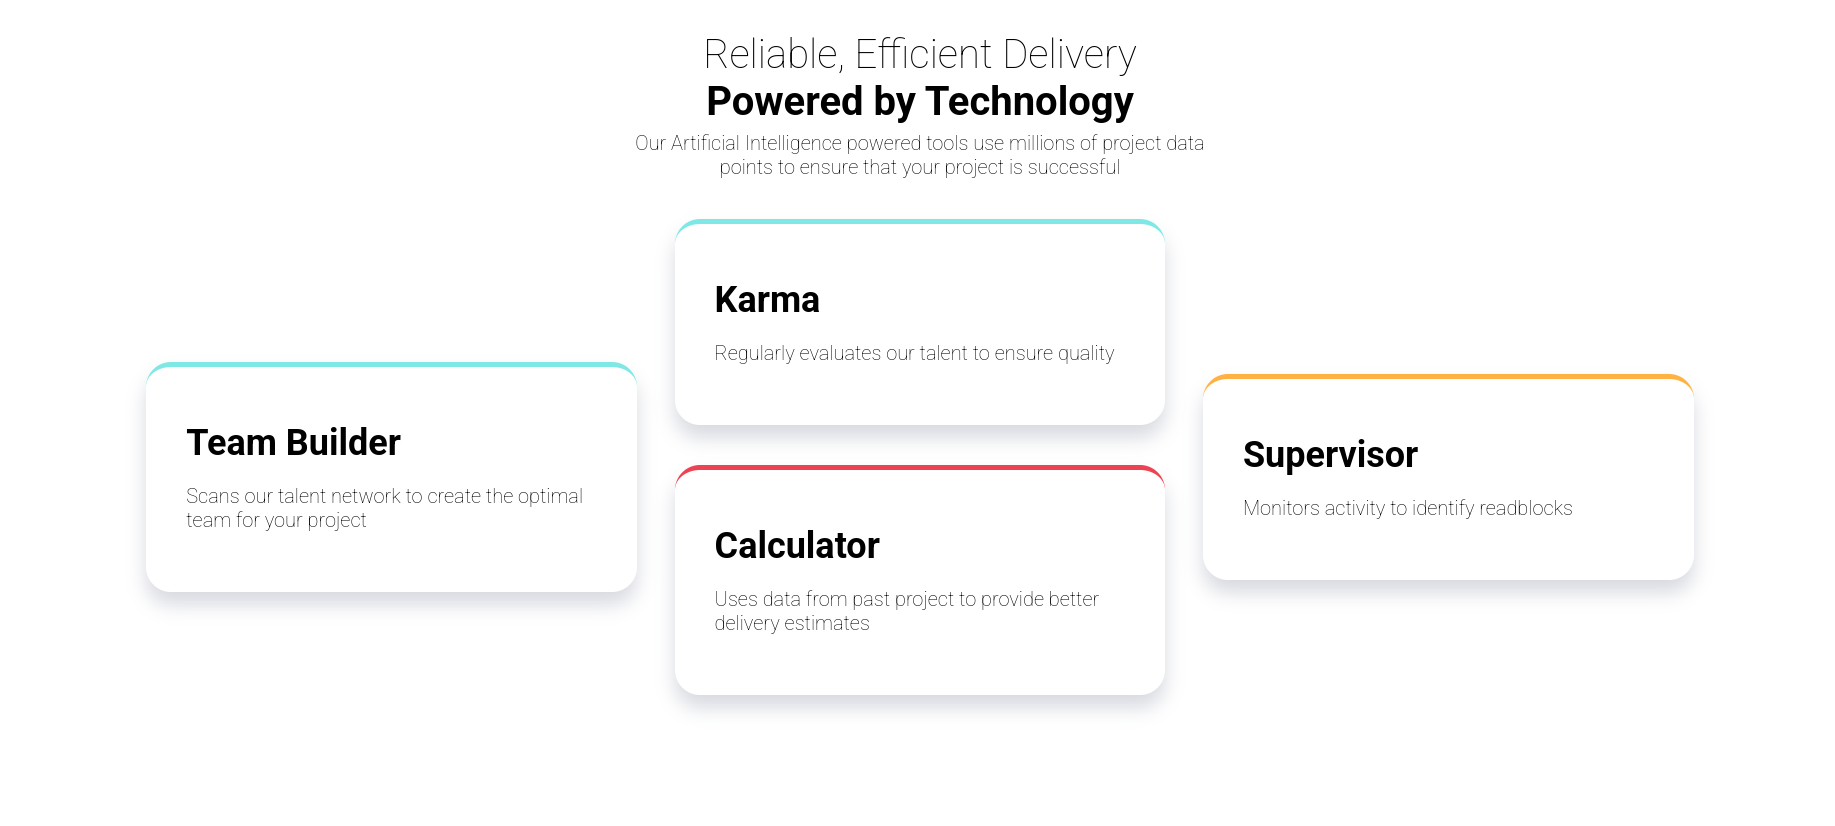 Reliable, Efficient Delivery
Powered by Technology
Our Artificial Intelligence powered tools use millions of project data
points to ensure that your project is successful
Karma
Regularly evaluates our talent to ensure quality
Team Builder
Scans our talent network to create the optimal
team for your project
Supervisor
Monitors activity to identify readblocks
Calculator
Uses data from past project to provide better
delivery estimates